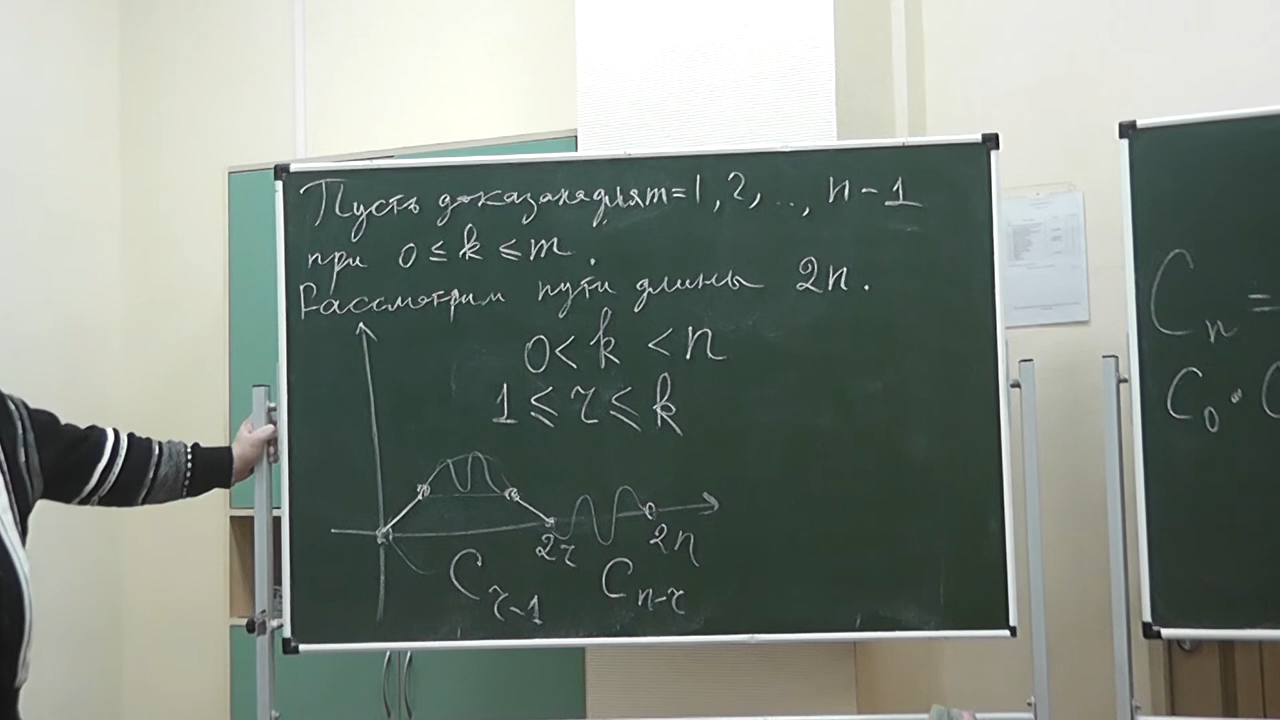 Пусть доказана для m=1, 2, .., n-1
при 0 ≤ k ≤ m.
Рассмотрим пути длины 2n.
0 < k < n
1 ≤ r ≤ k
2r
2n
C_{r-1}
C_{n-r}
C_n =
C_0 ·